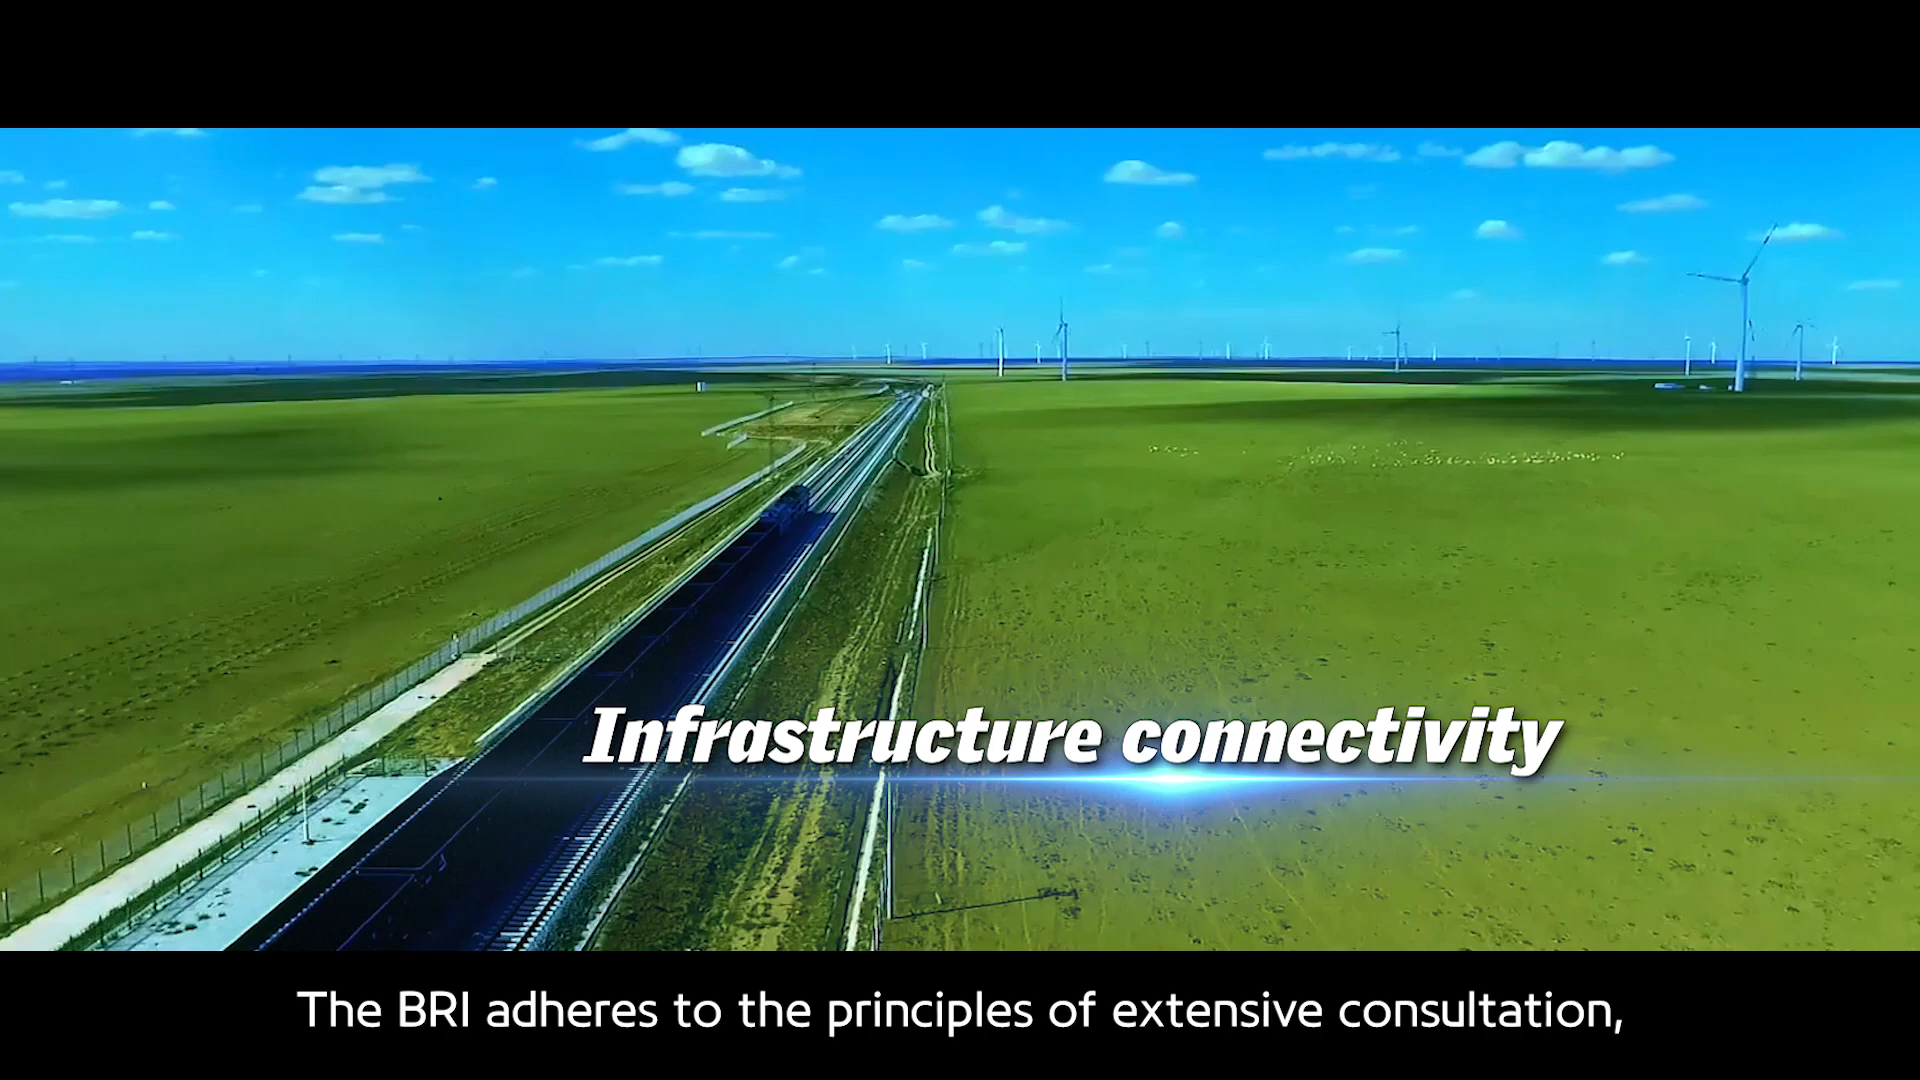 Infrastructure connectivity
The BRI adheres to the principles of extensive consultation,